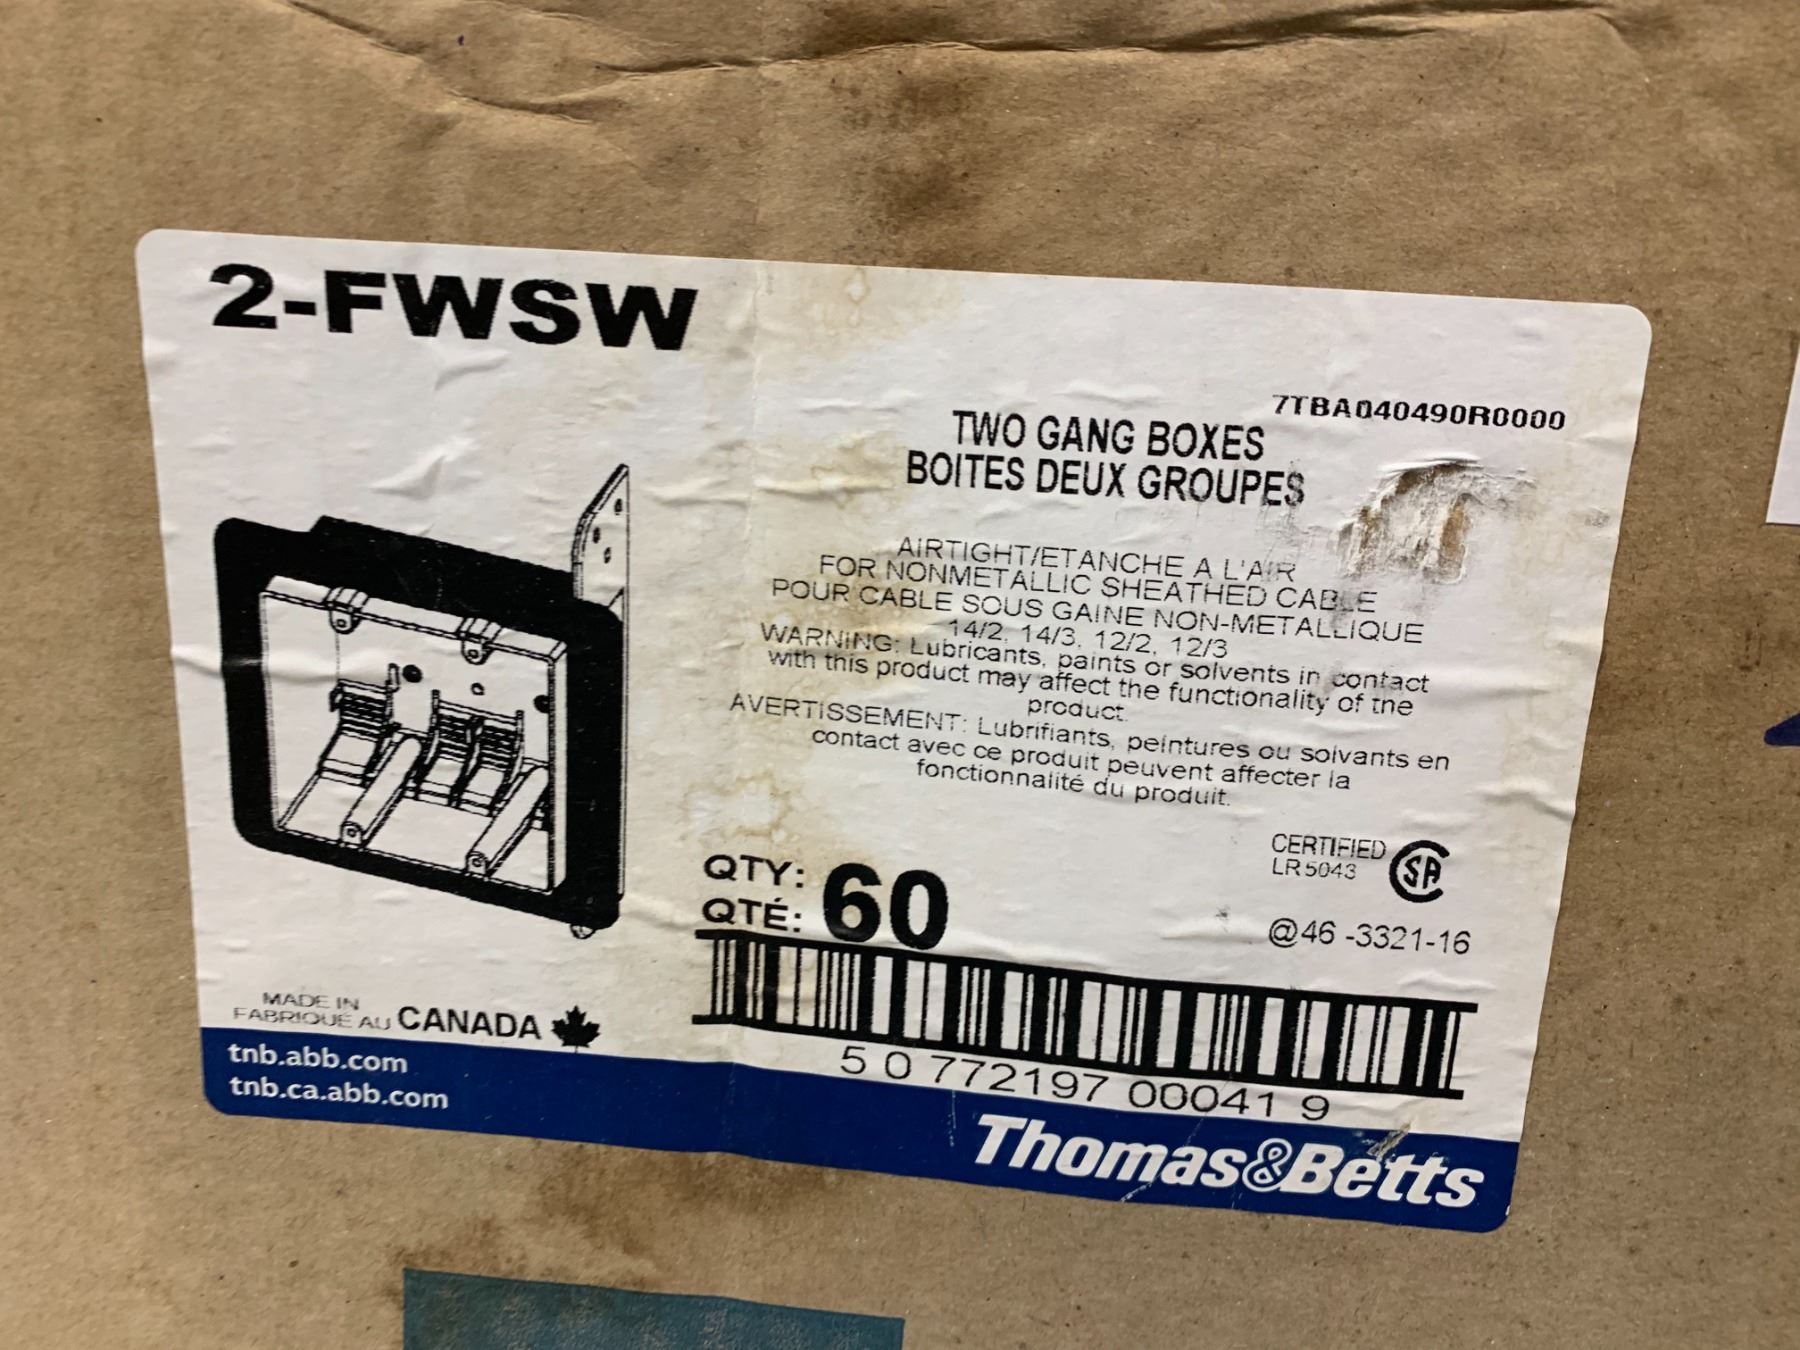 2-FWSW
7TBA040490R0000
TWO GANG BOXES
BOITES DEUX GROUPES
AIRTIGHT/ETANCHE A L'AIR
FOR NONMETALLIC SHEATHED CABLE
POUR CABLE SOUS GAINE NON-METALLIQUE
14/2, 14/3, 12/2, 12/3
WARNING: Lubricants, paints or solvents in contact
with this product may affect the functionality of the
product.
AVERTISSEMENT: Lubrifiants, peintures ou solvants en
contact avec ce produit peuvent affecter la
fonctionnalité du produit.
CERTIFIED
LR5043
SA
QTY: 60
QTÉ:
@46 -3321-16
MADE IN
FABRIQUÉ AU CANADA
5 0 772197 00041 9
tnb.abb.com
tnb.ca.abb.com
Thomas&Betts